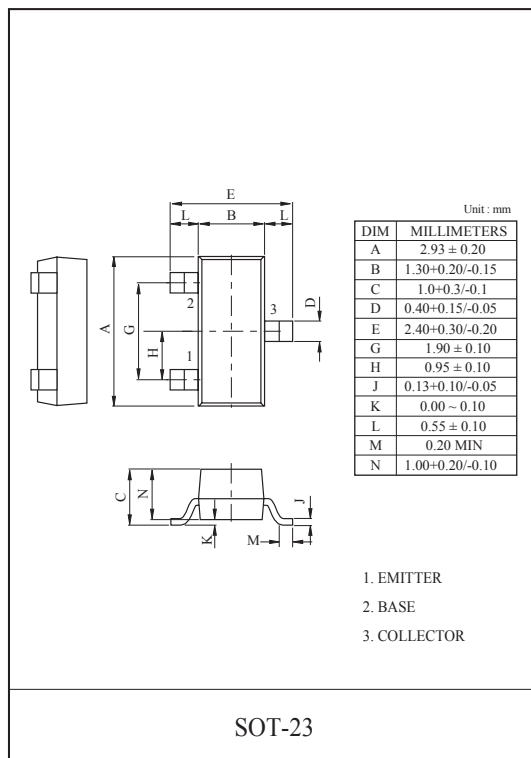 E
L B L
Unit : mm
DIM MILLIMETERS
A 2.93 ± 0.20
B 1.30+0.20/-0.15
C 1.0+0.3/-0.1
D 0.40+0.15/-0.05
E 2.40+0.30/-0.20
G 1.90 ± 0.10
H 0.95 ± 0.10
J 0.13+0.10/-0.05
K 0.00 ~ 0.10
L 0.55 ± 0.10
M 0.20 MIN
N 1.00+0.20/-0.10
A
G
H
2
3
1
D
C
N
K
M
J
1. EMITTER
2. BASE
3. COLLECTOR
SOT-23